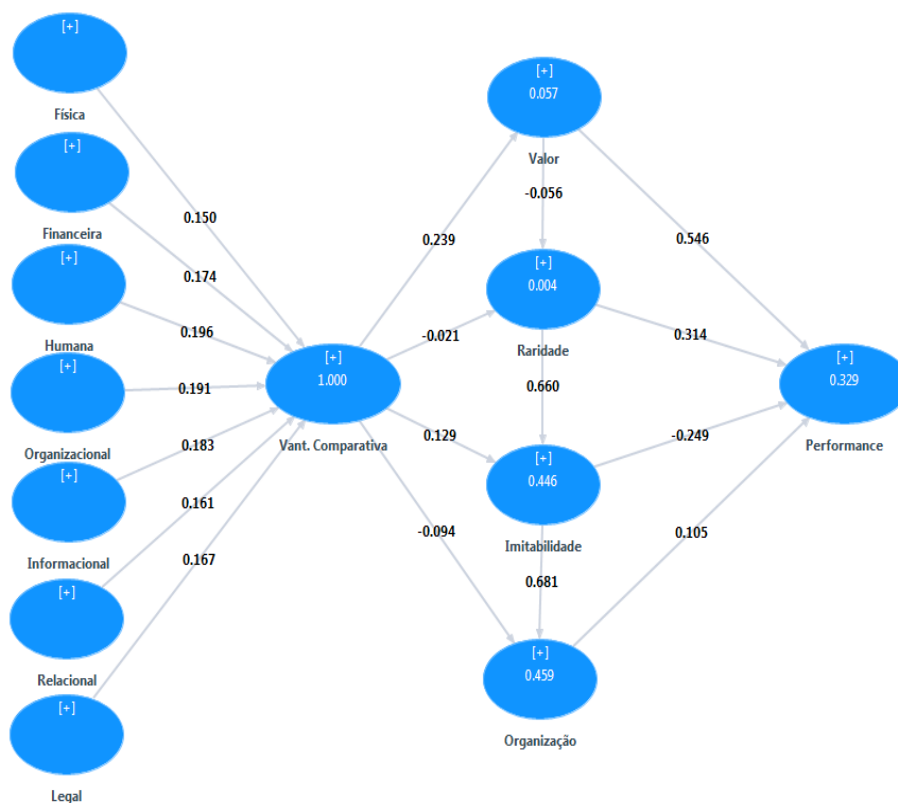 [+]
Física
[+]
Financeira
[+]
Humana
[+]
Organizacional
[+]
Informacional
[+]
Relacional
[+]
Legal
0.150
0.174
0.196
0.191
0.183
0.161
0.167
[+]
1.000
Vant. Comparativa
0.239
-0.021
0.129
-0.094
[+]
0.057
Valor
-0.056
[+]
0.004
Raridade
0.660
[+]
0.446
Imitabilidade
0.681
[+]
0.459
Organização
0.546
0.314
-0.249
0.105
[+]
0.329
Performance